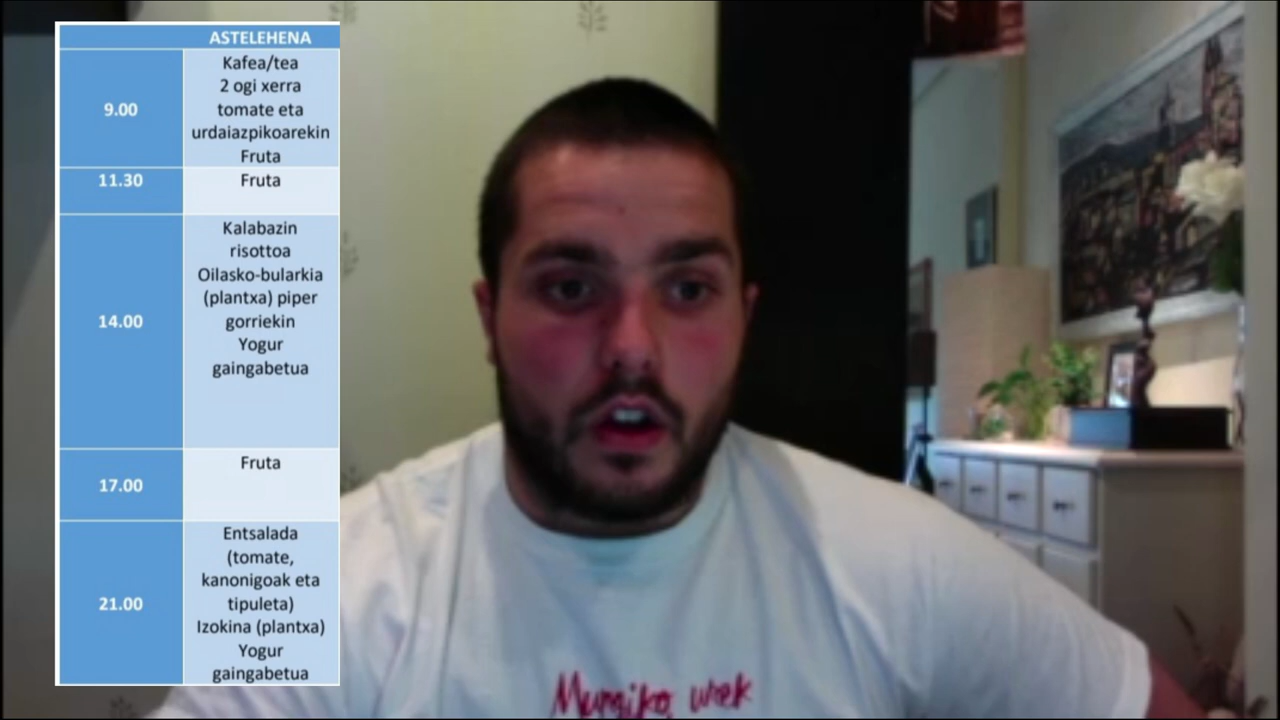 ASTELEHENA
9.00
Kafea/tea
2 ogi xerra
tomate eta
urdaiazpikoarekin
Fruta
11.30
Fruta
14.00
Kalabazin
risottoa
Oilasko-bularkia
(plantxa) piper
gorriekin
Yogur
gaingabetua
17.00
Fruta
21.00
Entsalada
(tomate,
kanonigoak eta
tipuleta)
Izokina (plantxa)
Yogur
gaingabetua